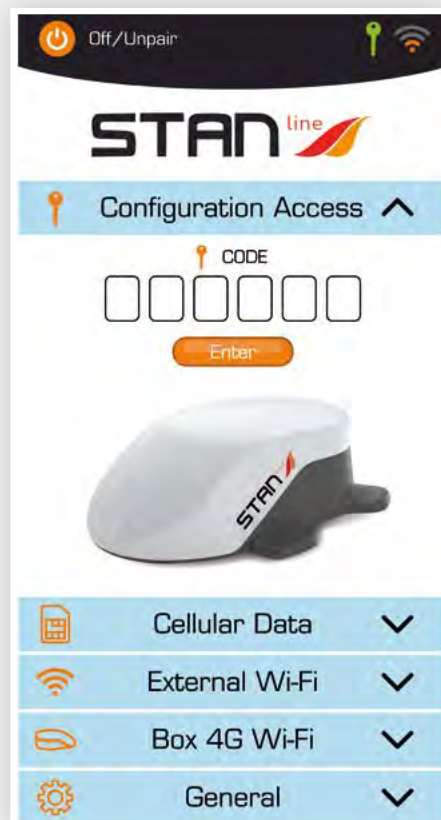 Off/Unpair
STAN line
Configuration Access
CODE
Enter
STAN
Cellular Data
External Wi-Fi
Box 4G Wi-Fi
General